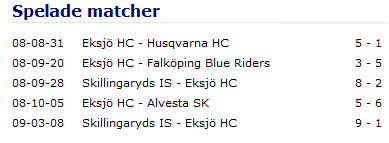 Spelade matcher
08-08-31 Eksjö HC - Husqvarna HC 5 - 1
08-09-20 Eksjö HC - Falköping Blue Riders 3 - 5
08-09-28 Skillingaryds IS - Eksjö HC 8 - 2
08-10-05 Eksjö HC - Alvesta SK 5 - 6
09-03-08 Skillingaryds IS - Eksjö HC 9 - 1